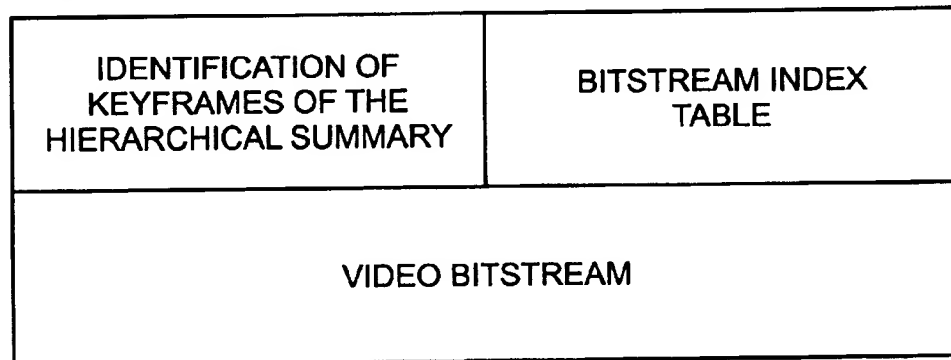 IDENTIFICATION OF
KEYFRAMES OF THE
HIERARCHICAL SUMMARY
BITSTREAM INDEX
TABLE
VIDEO BITSTREAM